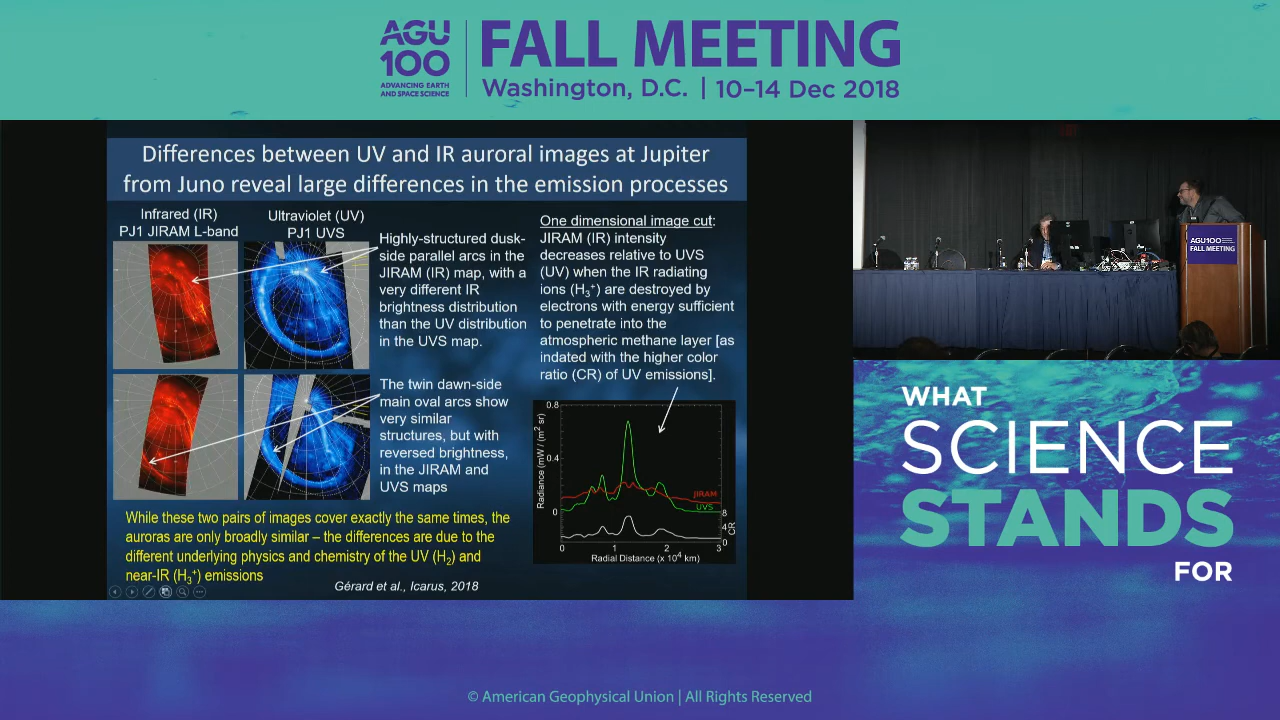 AGU
100
ADVANCING EARTH
AND SPACE SCIENCE
FALL MEETING
Washington, D.C. | 10–14 Dec 2018
Differences between UV and IR auroral images at Jupiter
from Juno reveal large differences in the emission processes
Infrared (IR)
PJ1 JIRAM L-band
Ultraviolet (UV)
PJ1 UVS
Highly-structured dusk-
side parallel arcs in the
JIRAM (IR) map, with a
very different IR
brightness distribution
than the UV distribution
in the UVS map.
The twin dawn-side
main oval arcs show
very similar
structures, but with
reversed brightness,
in the JIRAM and
UVS maps
While these two pairs of images cover exactly the same times, the
auroras are only broadly similar – the differences are due to the
different underlying physics and chemistry of the UV (H₂) and
near-IR (H₃⁺) emissions
One dimensional image cut:
JIRAM (IR) intensity
decreases relative to UVS
(UV) when the IR radiating
ions (H₃⁺) are destroyed by
electrons with energy sufficient
to penetrate into the
atmospheric methane layer [as
indated with the higher color
ratio (CR) of UV emissions].
Radiance (mW / (m² sr)
0.8
0.4
0
JIRAM
UVS
8
4
0
CR
0 1 2 3
Radial Distance (x 10⁴ km)
Gérard et al., Icarus, 2018
AGU100
FALL MEETING
WHAT
SCIENCE
STANDS
FOR
© American Geophysical Union | All Rights Reserved